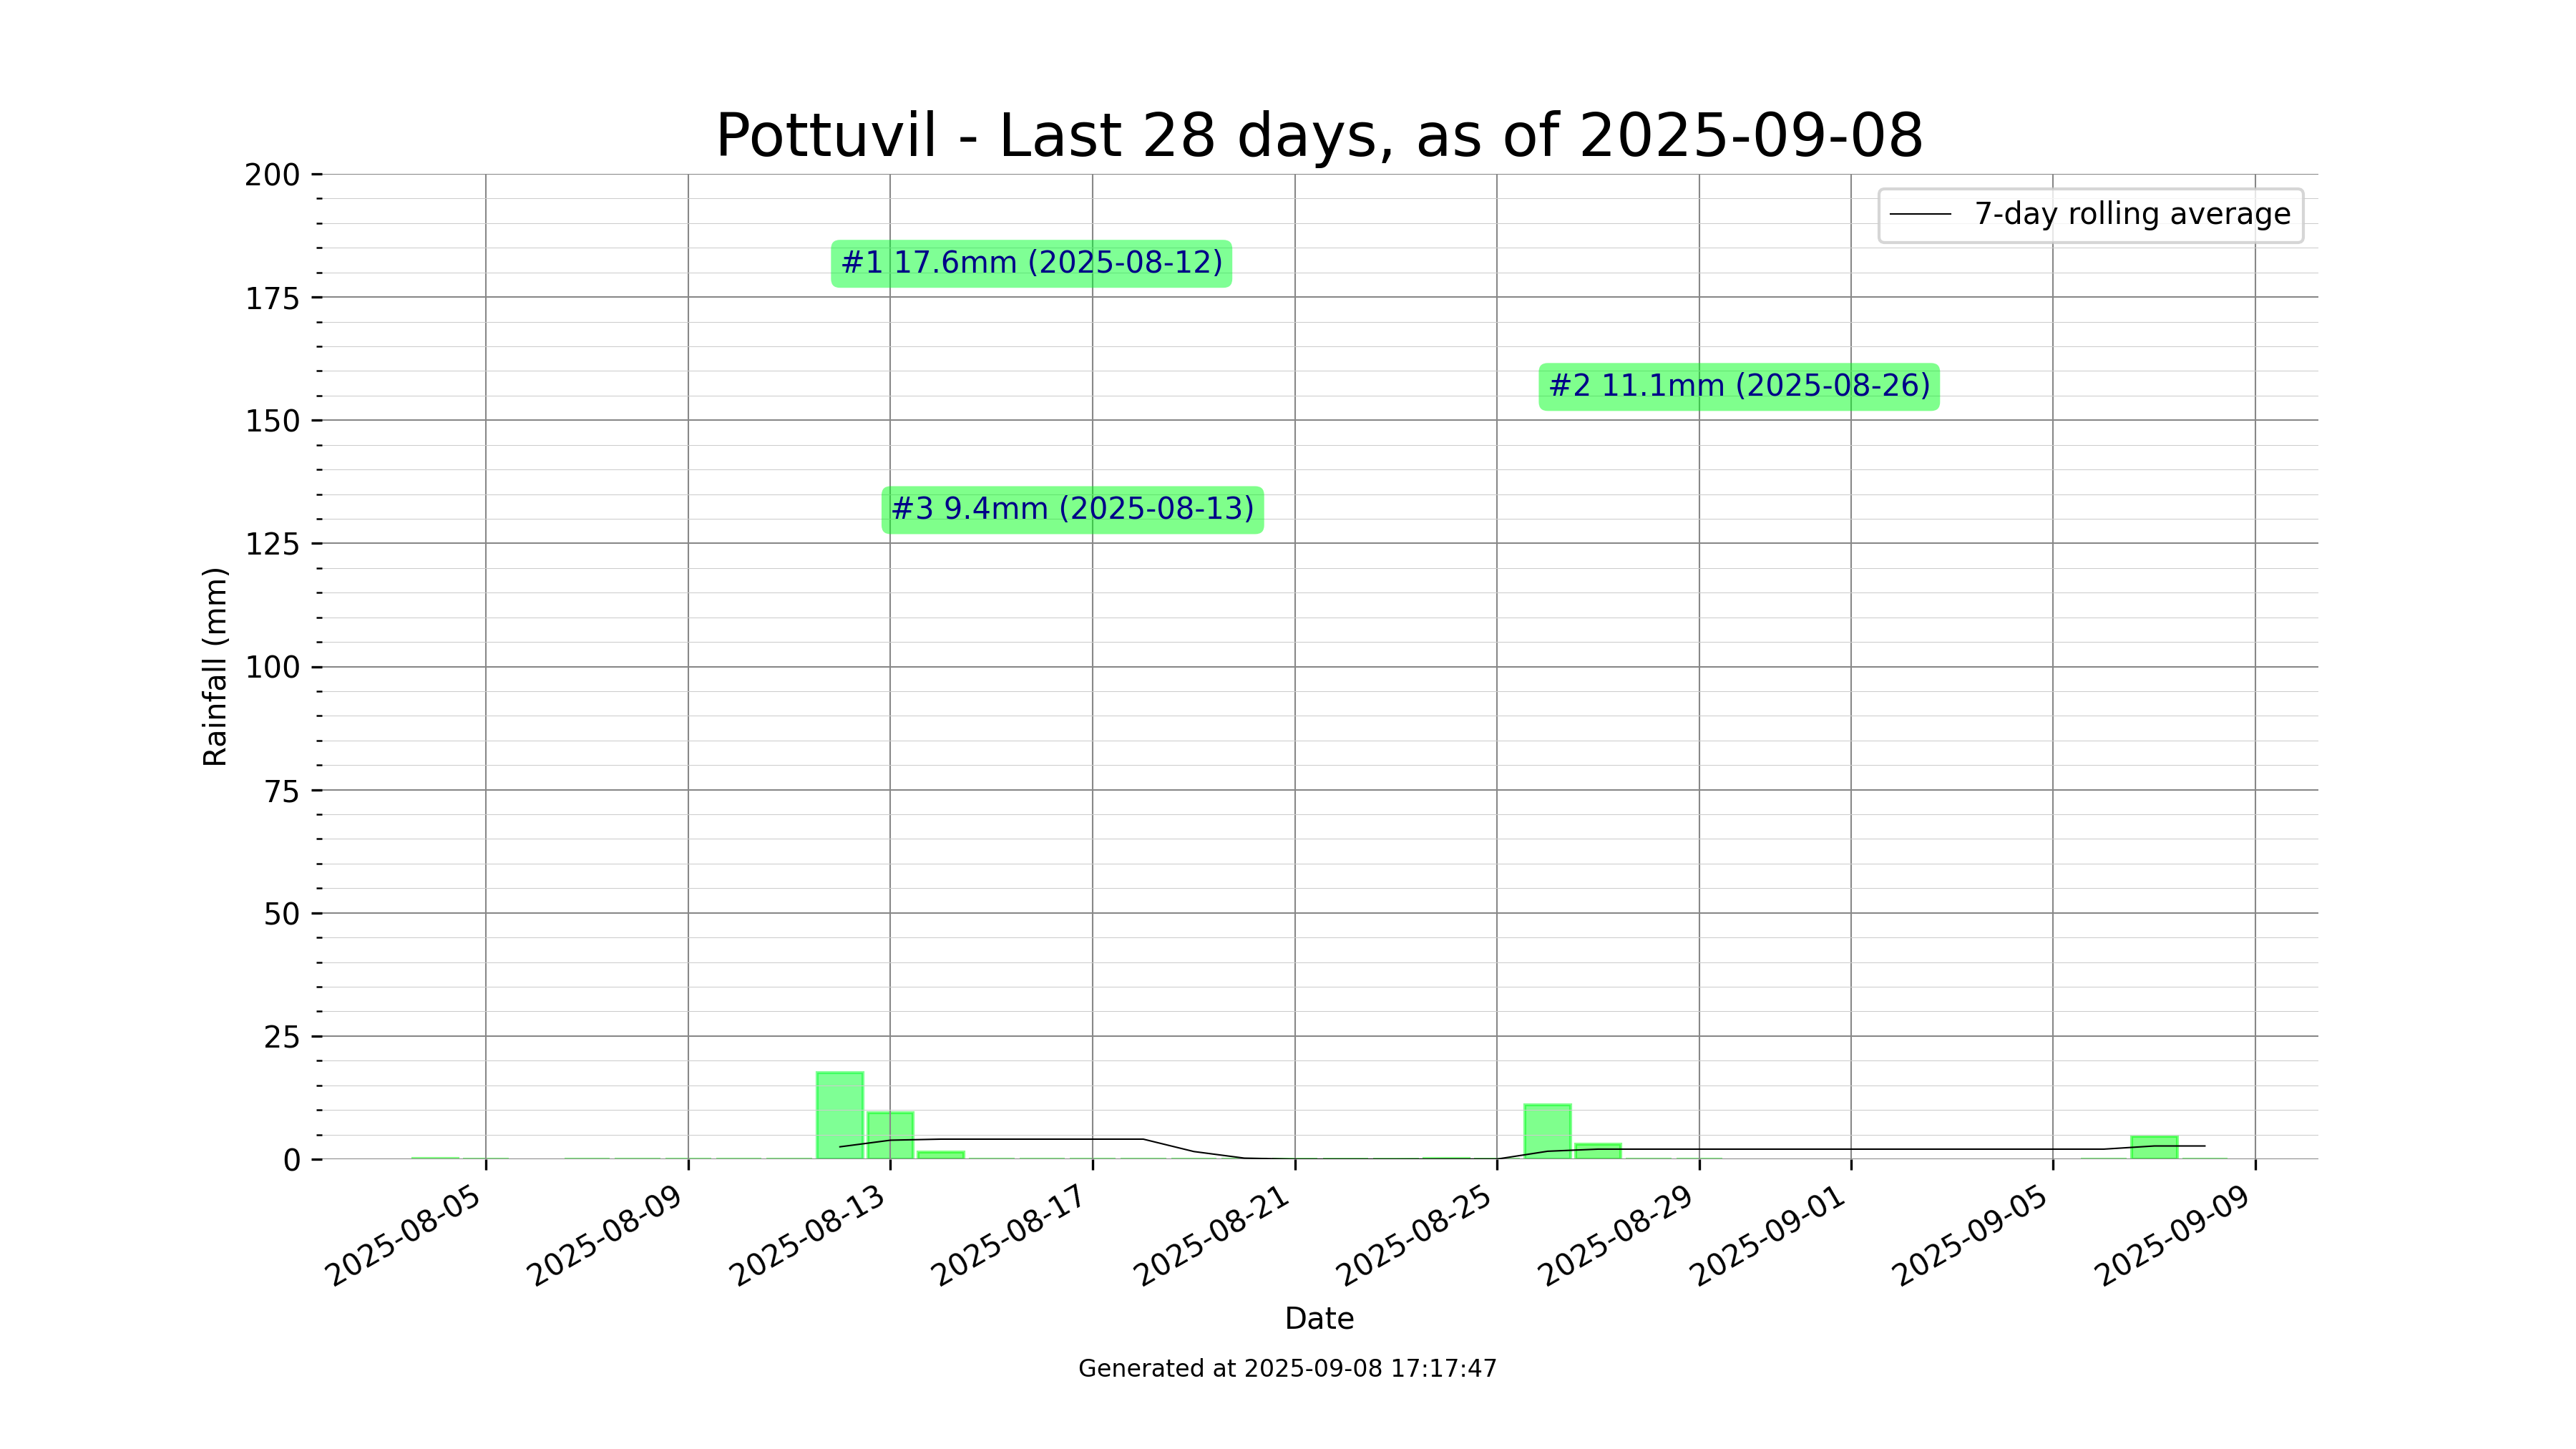 Pottuvil - Last 28 days, as of 2025-09-08
200
175
150
125
100
75
50
25
0
Rainfall (mm)
7-day rolling average
#1 17.6mm (2025-08-12)
#2 11.1mm (2025-08-26)
#3 9.4mm (2025-08-13)
2025-08-05
2025-08-09
2025-08-13
2025-08-17
2025-08-21
2025-08-25
2025-08-29
2025-09-01
2025-09-05
2025-09-09
Date
Generated at 2025-09-08 17:17:47